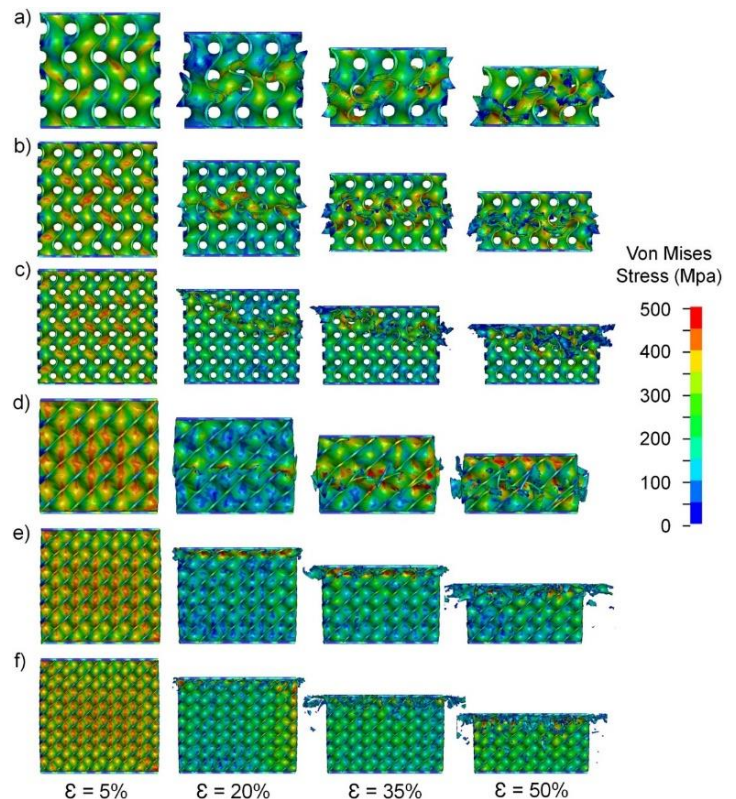 a)
b)
c)
d)
e)
f)
Von Mises
Stress (Mpa)
500
400
300
200
100
0
Ɛ = 5%
Ɛ = 20%
Ɛ = 35%
Ɛ = 50%